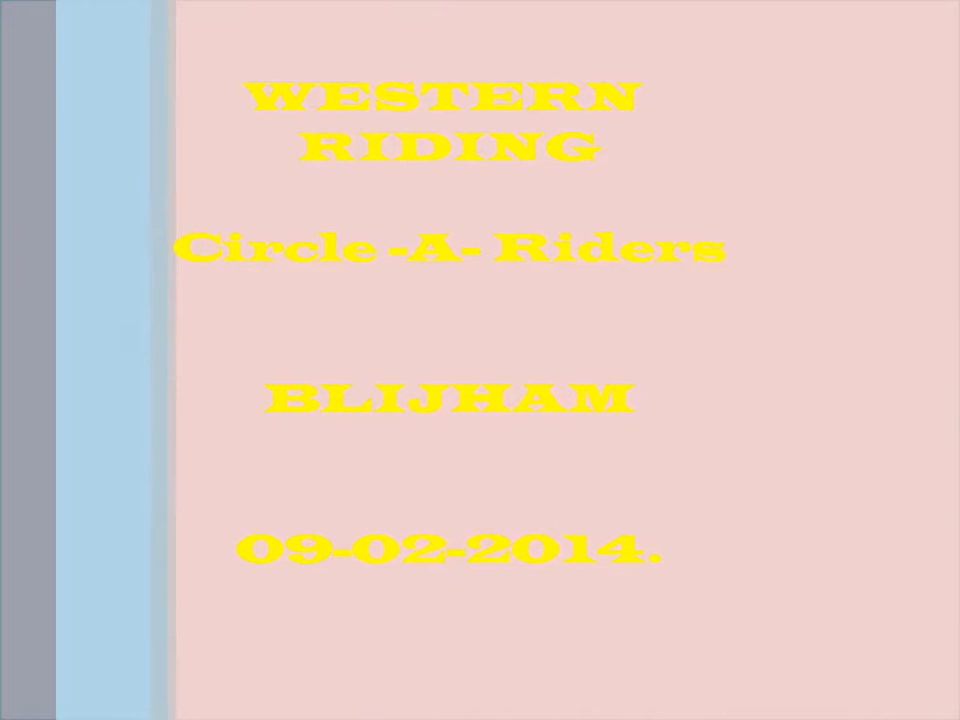 WESTERN
RIDING
Circle -A- Riders
BLIJHAM
09-02-2014.